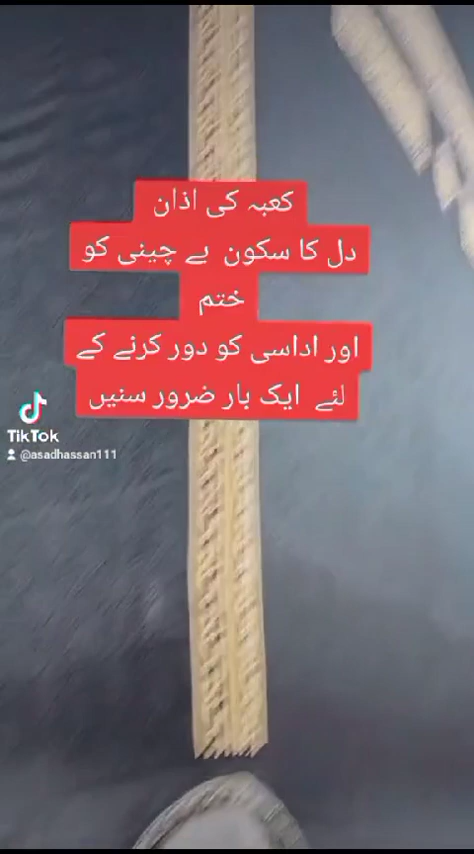 کعبہ کی اذان
دل کا سکون بے چینی کو
ختم
اور اداسی کو دور کرنے کے
لئے ایک بار ضرور سنیں
TikTok
@asadhassan111